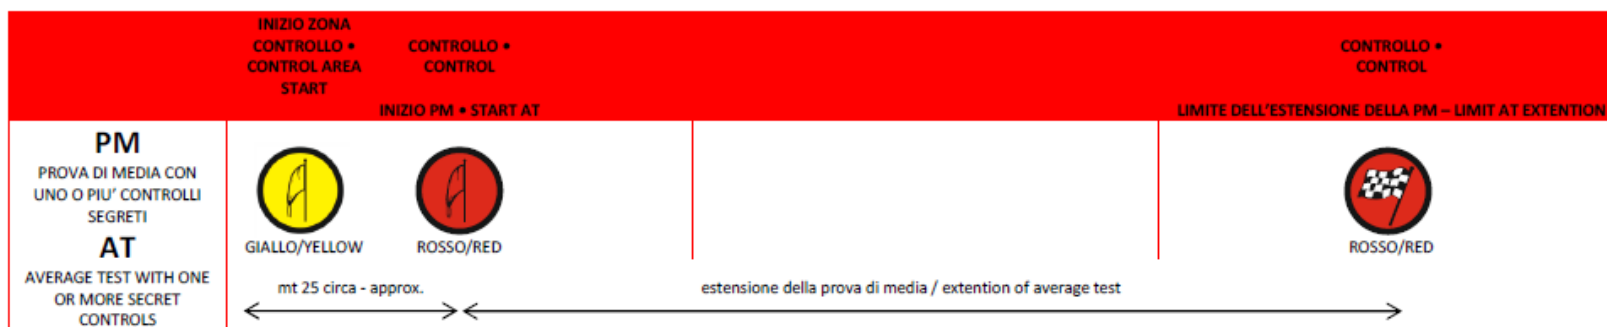 INIZIO ZONA
CONTROLLO •
CONTROL AREA
START
CONTROLLO •
CONTROL
INIZIO PM • START AT
CONTROLLO •
CONTROL
LIMITE DELL'ESTENSIONE DELLA PM – LIMIT AT EXTENTION
PM
PROVA DI MEDIA CON
UNO O PIU' CONTROLLI
SEGRETI
AT
AVERAGE TEST WITH ONE
OR MORE SECRET
CONTROLS
GIALLO/YELLOW
ROSSO/RED
ROSSO/RED
mt 25 circa - approx.
estensione della prova di media / extention of average test